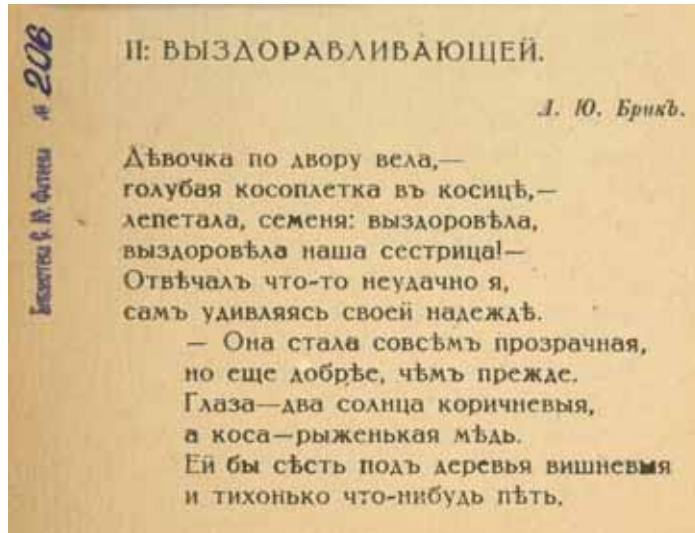 Библиотека С. Ю. Фатиева № 206
II: ВЫЗДОРАВЛИВАЮЩЕЙ.
Л. Ю. Брикъ.
Дѣвочка по двору вела,—
голубая косоплетка въ косицѣ,—
лепетала, семеня: выздоровѣла,
выздоровѣла наша сестрица!—
Отвѣчалъ что-то неудачно я,
самъ удивляясь своей надеждѣ.
— Она стала совсѣмъ прозрачная,
но еще добрѣе, чѣмъ прежде.
Глаза—два солнца коричневыя,
а коса—рыженькая мѣдь.
Ей бы сѣсть подъ деревья вишневыя
и тихонько что-нибудь пѣть.